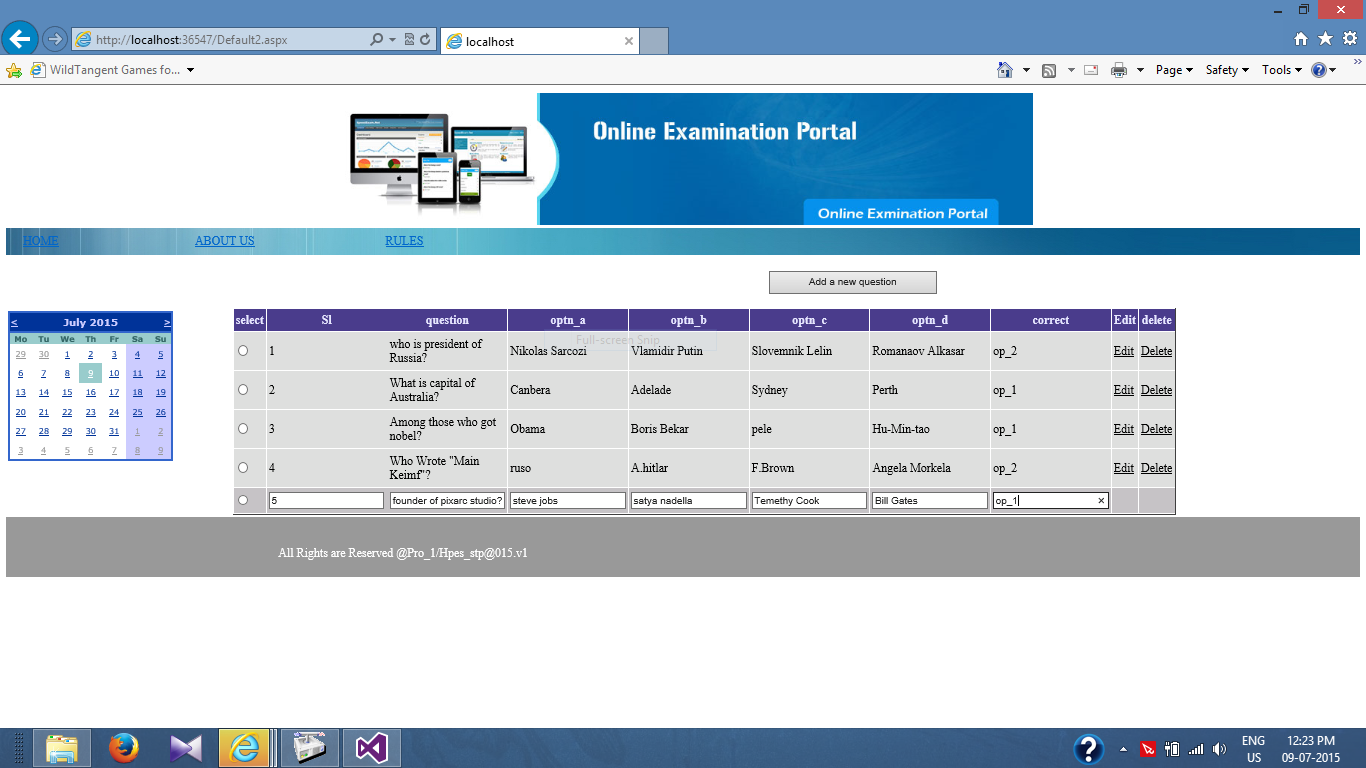 http://localhost:36547/Default2.aspx
localhost
WildTangent Games fo...
Page
Safety
Tools
Online Examination Portal
Online Exmination Portal
HOME ABOUT US RULES
Add a new question
< July 2015 >
Mo Tu We Th Fr Sa Su
29 30 1 2 3 4 5
6 7 8 9 10 11 12
13 14 15 16 17 18 19
20 21 22 23 24 25 26
27 28 29 30 31 1 2
3 4 5 6 7 8 9
select Sl question optn_a optn_b optn_c optn_d correct Edit delete
Full-screen Snip
1 who is president of Russia? Nikolas Sarcozi Vlamidir Putin Slovemnik Lelin Romanaov Alkasar op_2 Edit Delete
2 What is capital of Australia? Canbera Adelade Sydney Perth op_1 Edit Delete
3 Among those who got nobel? Obama Boris Bekar pele Hu-Min-tao op_1 Edit Delete
4 Who Wrote "Main Keimf"? ruso A.hitlar F.Brown Angela Morkela op_2 Edit Delete
5 founder of pixarc studio? steve jobs satya nadella Temethy Cook Bill Gates op_1
All Rights are Reserved @Pro_1/Hpes_stp@015.v1
ENG 12:23 PM
US 09-07-2015